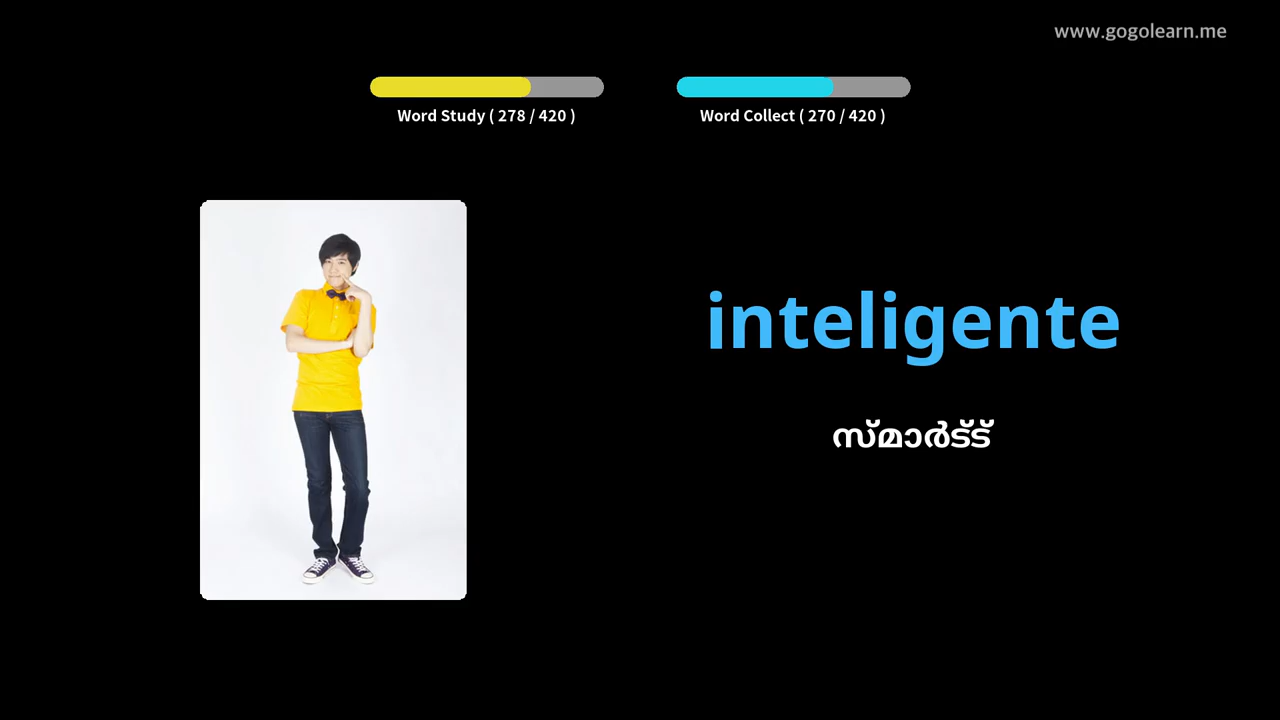 www.gogolearn.me
Word Study ( 278 / 420 )
Word Collect ( 270 / 420 )
inteligente
സ്മാർട്ട്